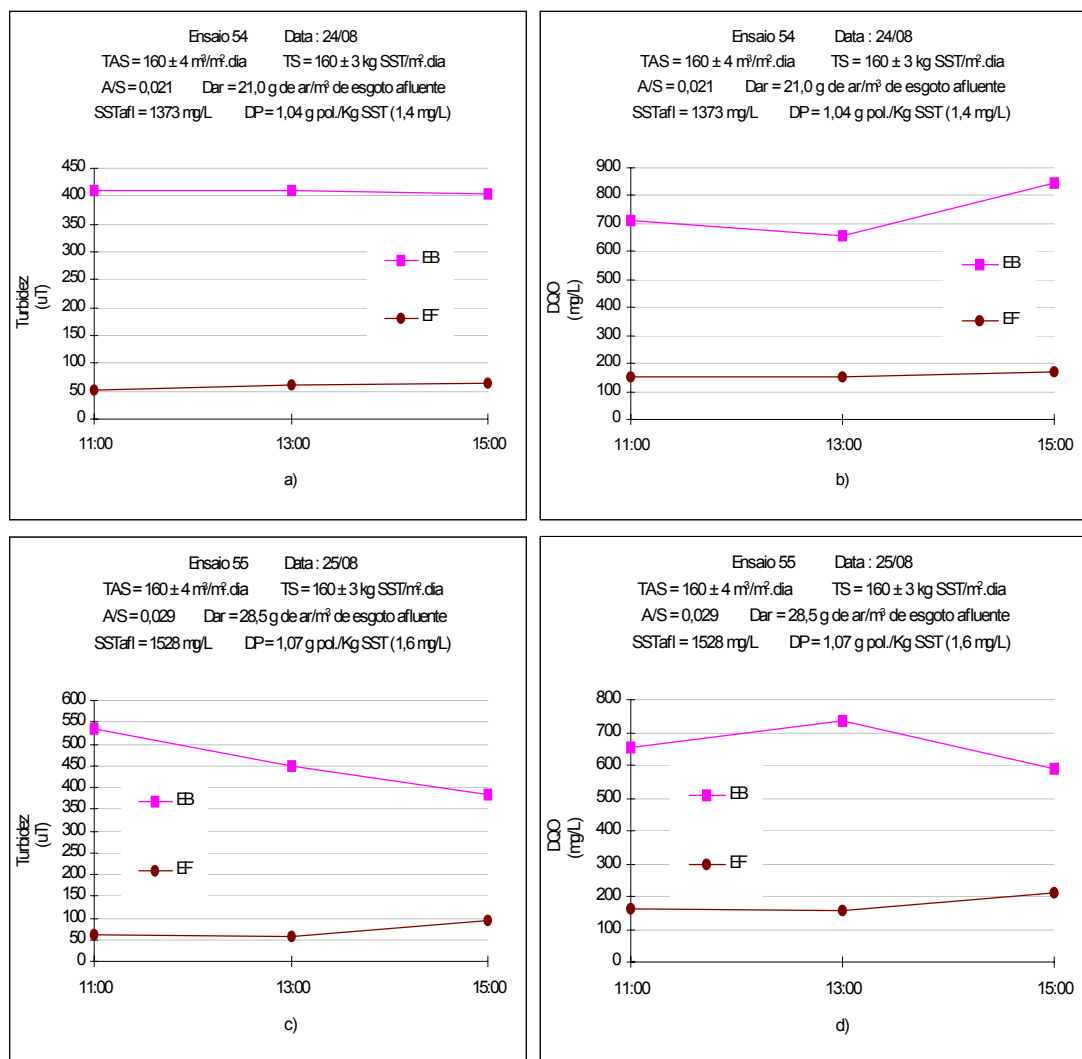 Ensaio 54 Data : 24/08
TAS = 160 ± 4 m³/m².dia TS = 160 ± 3 kg SST/m².dia
A/S = 0,021 Dar = 21,0 g de ar/m³ de esgoto afluente
SSTafl = 1373 mg/L DP = 1,04 g pol./Kg SST (1,4 mg/L)
Turbidez
(uT)
450
400
350
300
250
200
150
100
50
0
EB
EF
11:00 13:00 15:00
a)
Ensaio 54 Data : 24/08
TAS = 160 ± 4 m³/m².dia TS = 160 ± 3 kg SST/m².dia
A/S = 0,021 Dar = 21,0 g de ar/m³ de esgoto afluente
SSTafl = 1373 mg/L DP = 1,04 g pol./Kg SST (1,4 mg/L)
DQO
(mg/L)
900
800
700
600
500
400
300
200
100
0
EB
EF
11:00 13:00 15:00
b)
Ensaio 55 Data : 25/08
TAS = 160 ± 4 m³/m².dia TS = 160 ± 3 kg SST/m².dia
A/S = 0,029 Dar = 28,5 g de ar/m³ de esgoto afluente
SSTafl = 1528 mg/L DP = 1,07 g pol./Kg SST (1,6 mg/L)
Turbidez
(uT)
600
550
500
450
400
350
300
250
200
150
100
50
0
EB
EF
11:00 13:00 15:00
c)
Ensaio 55 Data : 25/08
TAS = 160 ± 4 m³/m².dia TS = 160 ± 3 kg SST/m².dia
A/S = 0,029 Dar = 28,5 g de ar/m³ de esgoto afluente
SSTafl = 1528 mg/L DP = 1,07 g pol./Kg SST (1,6 mg/L)
DQO
(mg/L)
800
700
600
500
400
300
200
100
0
EB
EF
11:00 13:00 15:00
d)